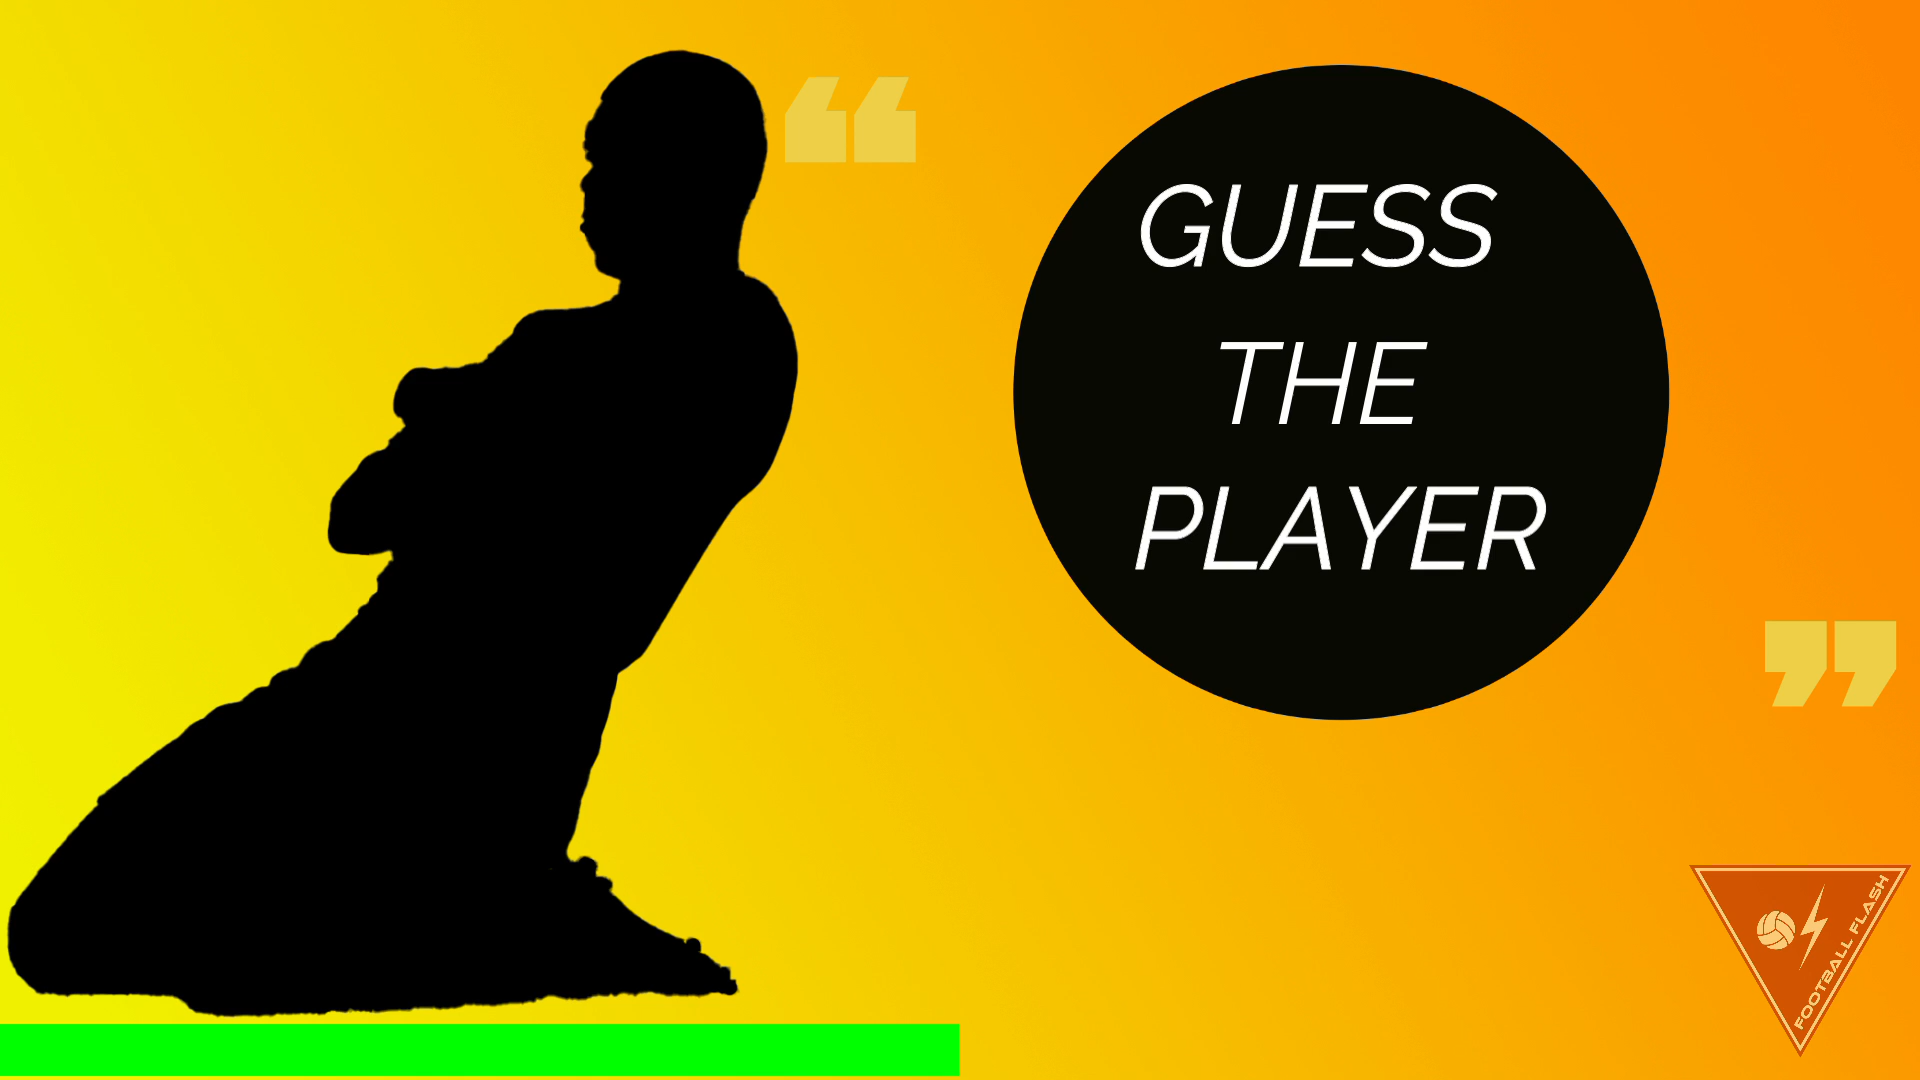 “
GUESS
THE
PLAYER
”
FOOTBALL FLASH